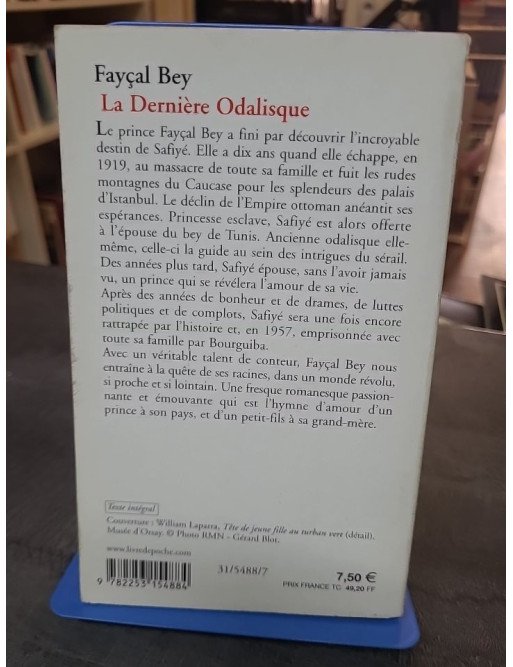 Fayçal Bey
La Dernière Odalisque
Le prince Fayçal Bey a fini par découvrir l'incroyable
destin de Safiyé. Elle a dix ans quand elle échappe, en
1919, au massacre de toute sa famille et fuit les rudes
montagnes du Caucase pour les splendeurs des palais
d'Istanbul. Le déclin de l'Empire ottoman anéantit ses
espérances. Princesse esclave, Safiyé est alors offerte
à l'épouse du bey de Tunis. Ancienne odalisque elle-
même, celle-ci la guide au sein des intrigues du sérail.
Des années plus tard, Safiyé épouse, sans l'avoir jamais
vu, un prince qui se révélera l'amour de sa vie.
Après des années de bonheur et de drames, de luttes
politiques et de complots, Safiyé sera une fois encore
rattrapée par l'histoire et, en 1957, emprisonnée avec
toute sa famille par Bourguiba.
Avec un véritable talent de conteur, Fayçal Bey nous
entraîne à la quête de ses racines, dans un monde révolu,
si proche et si lointain. Une fresque romanesque passion-
nante et émouvante qui est l'hymne d'amour d'un
prince à son pays, et d'un petit-fils à sa grand-mère.
Texte intégral
Couverture : William Laparra, Tête de jeune fille au turban vert (détail).
Musée d'Orsay. © Photo RMN - Gérard Blot.
www.livredepoche.com
31/5488/7
7,50 €
PRIX FRANCE TC 49,20 FF
9 782253 154884